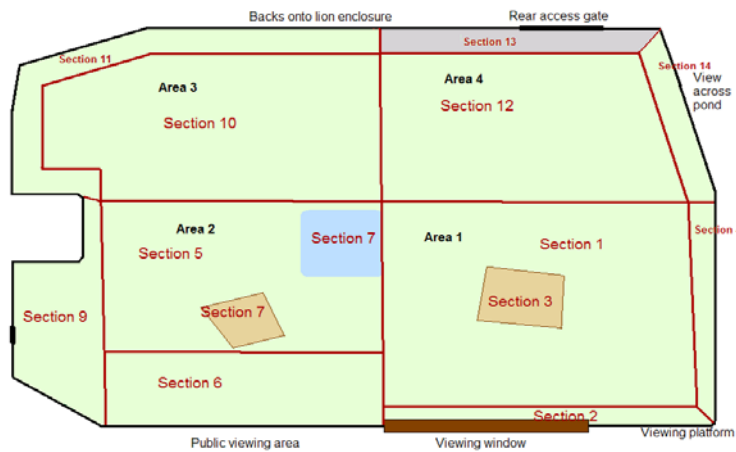 Backs onto lion enclosure
Rear access gate
Section 13
Section 11
Section 14
View
across
pond
Area 3
Area 4
Section 10
Section 12
Area 2
Section 5
Section 7
Area 1
Section 1
Section
Section 7
Section 3
Section 9
Section 6
Section 2
Public viewing area
Viewing window
Viewing platform